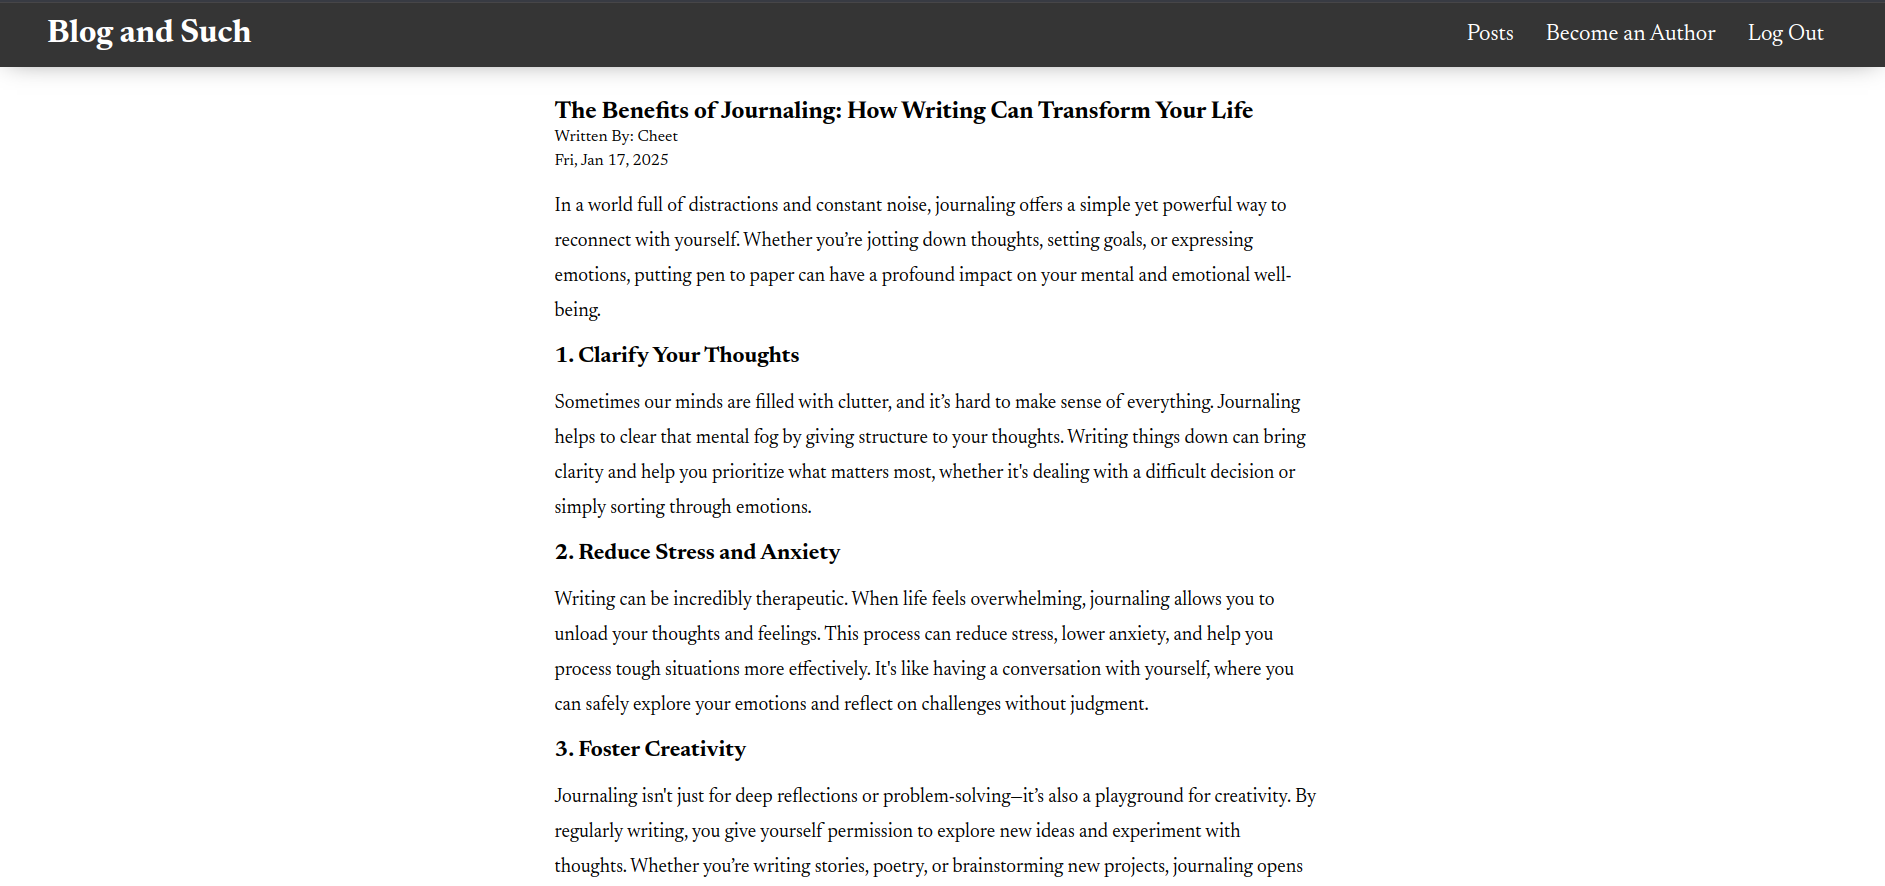 Blog and Such
Posts
Become an Author
Log Out
The Benefits of Journaling: How Writing Can Transform Your Life
Written By: Cheet
Fri, Jan 17, 2025
In a world full of distractions and constant noise, journaling offers a simple yet powerful way to
reconnect with yourself. Whether you’re jotting down thoughts, setting goals, or expressing
emotions, putting pen to paper can have a profound impact on your mental and emotional well-
being.
1. Clarify Your Thoughts
Sometimes our minds are filled with clutter, and it’s hard to make sense of everything. Journaling
helps to clear that mental fog by giving structure to your thoughts. Writing things down can bring
clarity and help you prioritize what matters most, whether it's dealing with a difficult decision or
simply sorting through emotions.
2. Reduce Stress and Anxiety
Writing can be incredibly therapeutic. When life feels overwhelming, journaling allows you to
unload your thoughts and feelings. This process can reduce stress, lower anxiety, and help you
process tough situations more effectively. It's like having a conversation with yourself, where you
can safely explore your emotions and reflect on challenges without judgment.
3. Foster Creativity
Journaling isn't just for deep reflections or problem-solving—it’s also a playground for creativity. By
regularly writing, you give yourself permission to explore new ideas and experiment with
thoughts. Whether you’re writing stories, poetry, or brainstorming new projects, journaling opens